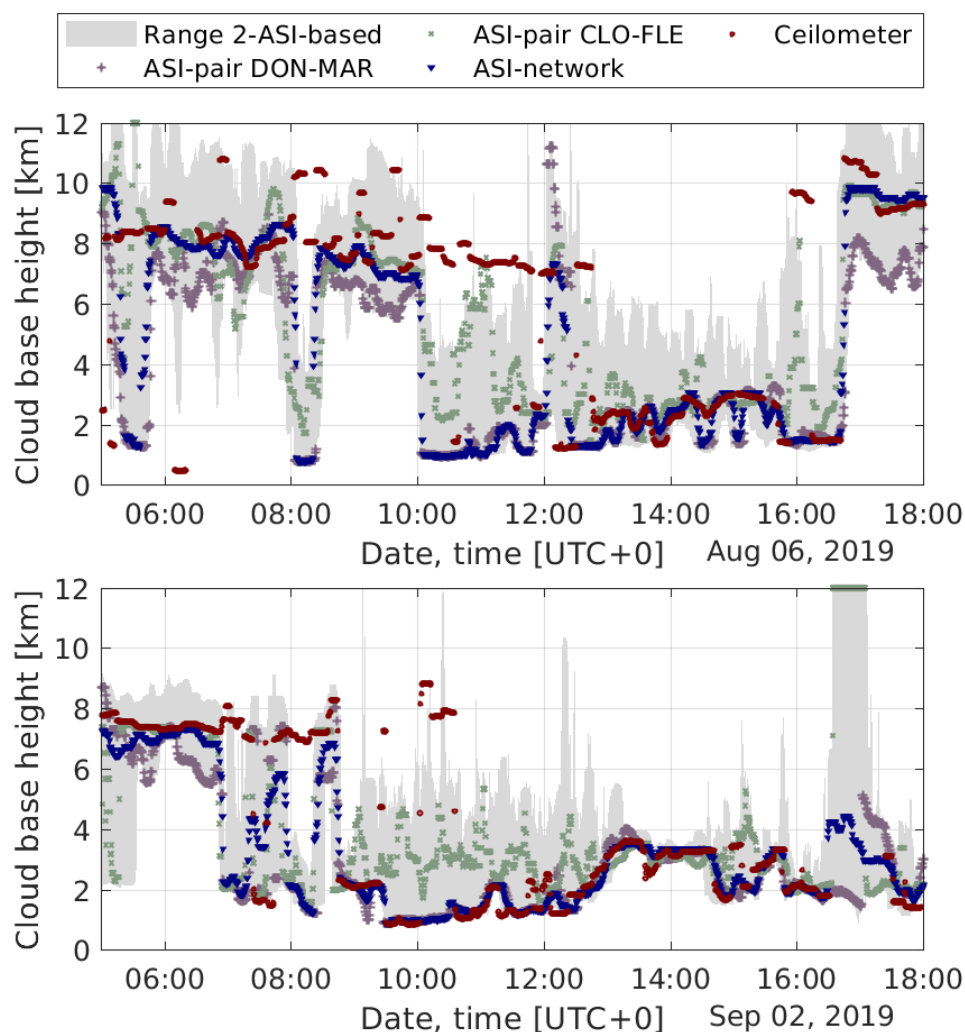 Range 2-ASI-based ASI-pair CLO-FLE Ceilometer
ASI-pair DON-MAR ASI-network
Cloud base height [km]
12
10
8
6
4
2
0
06:00 08:00 10:00 12:00 14:00 16:00 18:00
Date, time [UTC+0] Aug 06, 2019
Cloud base height [km]
12
10
8
6
4
2
0
06:00 08:00 10:00 12:00 14:00 16:00 18:00
Date, time [UTC+0] Sep 02, 2019